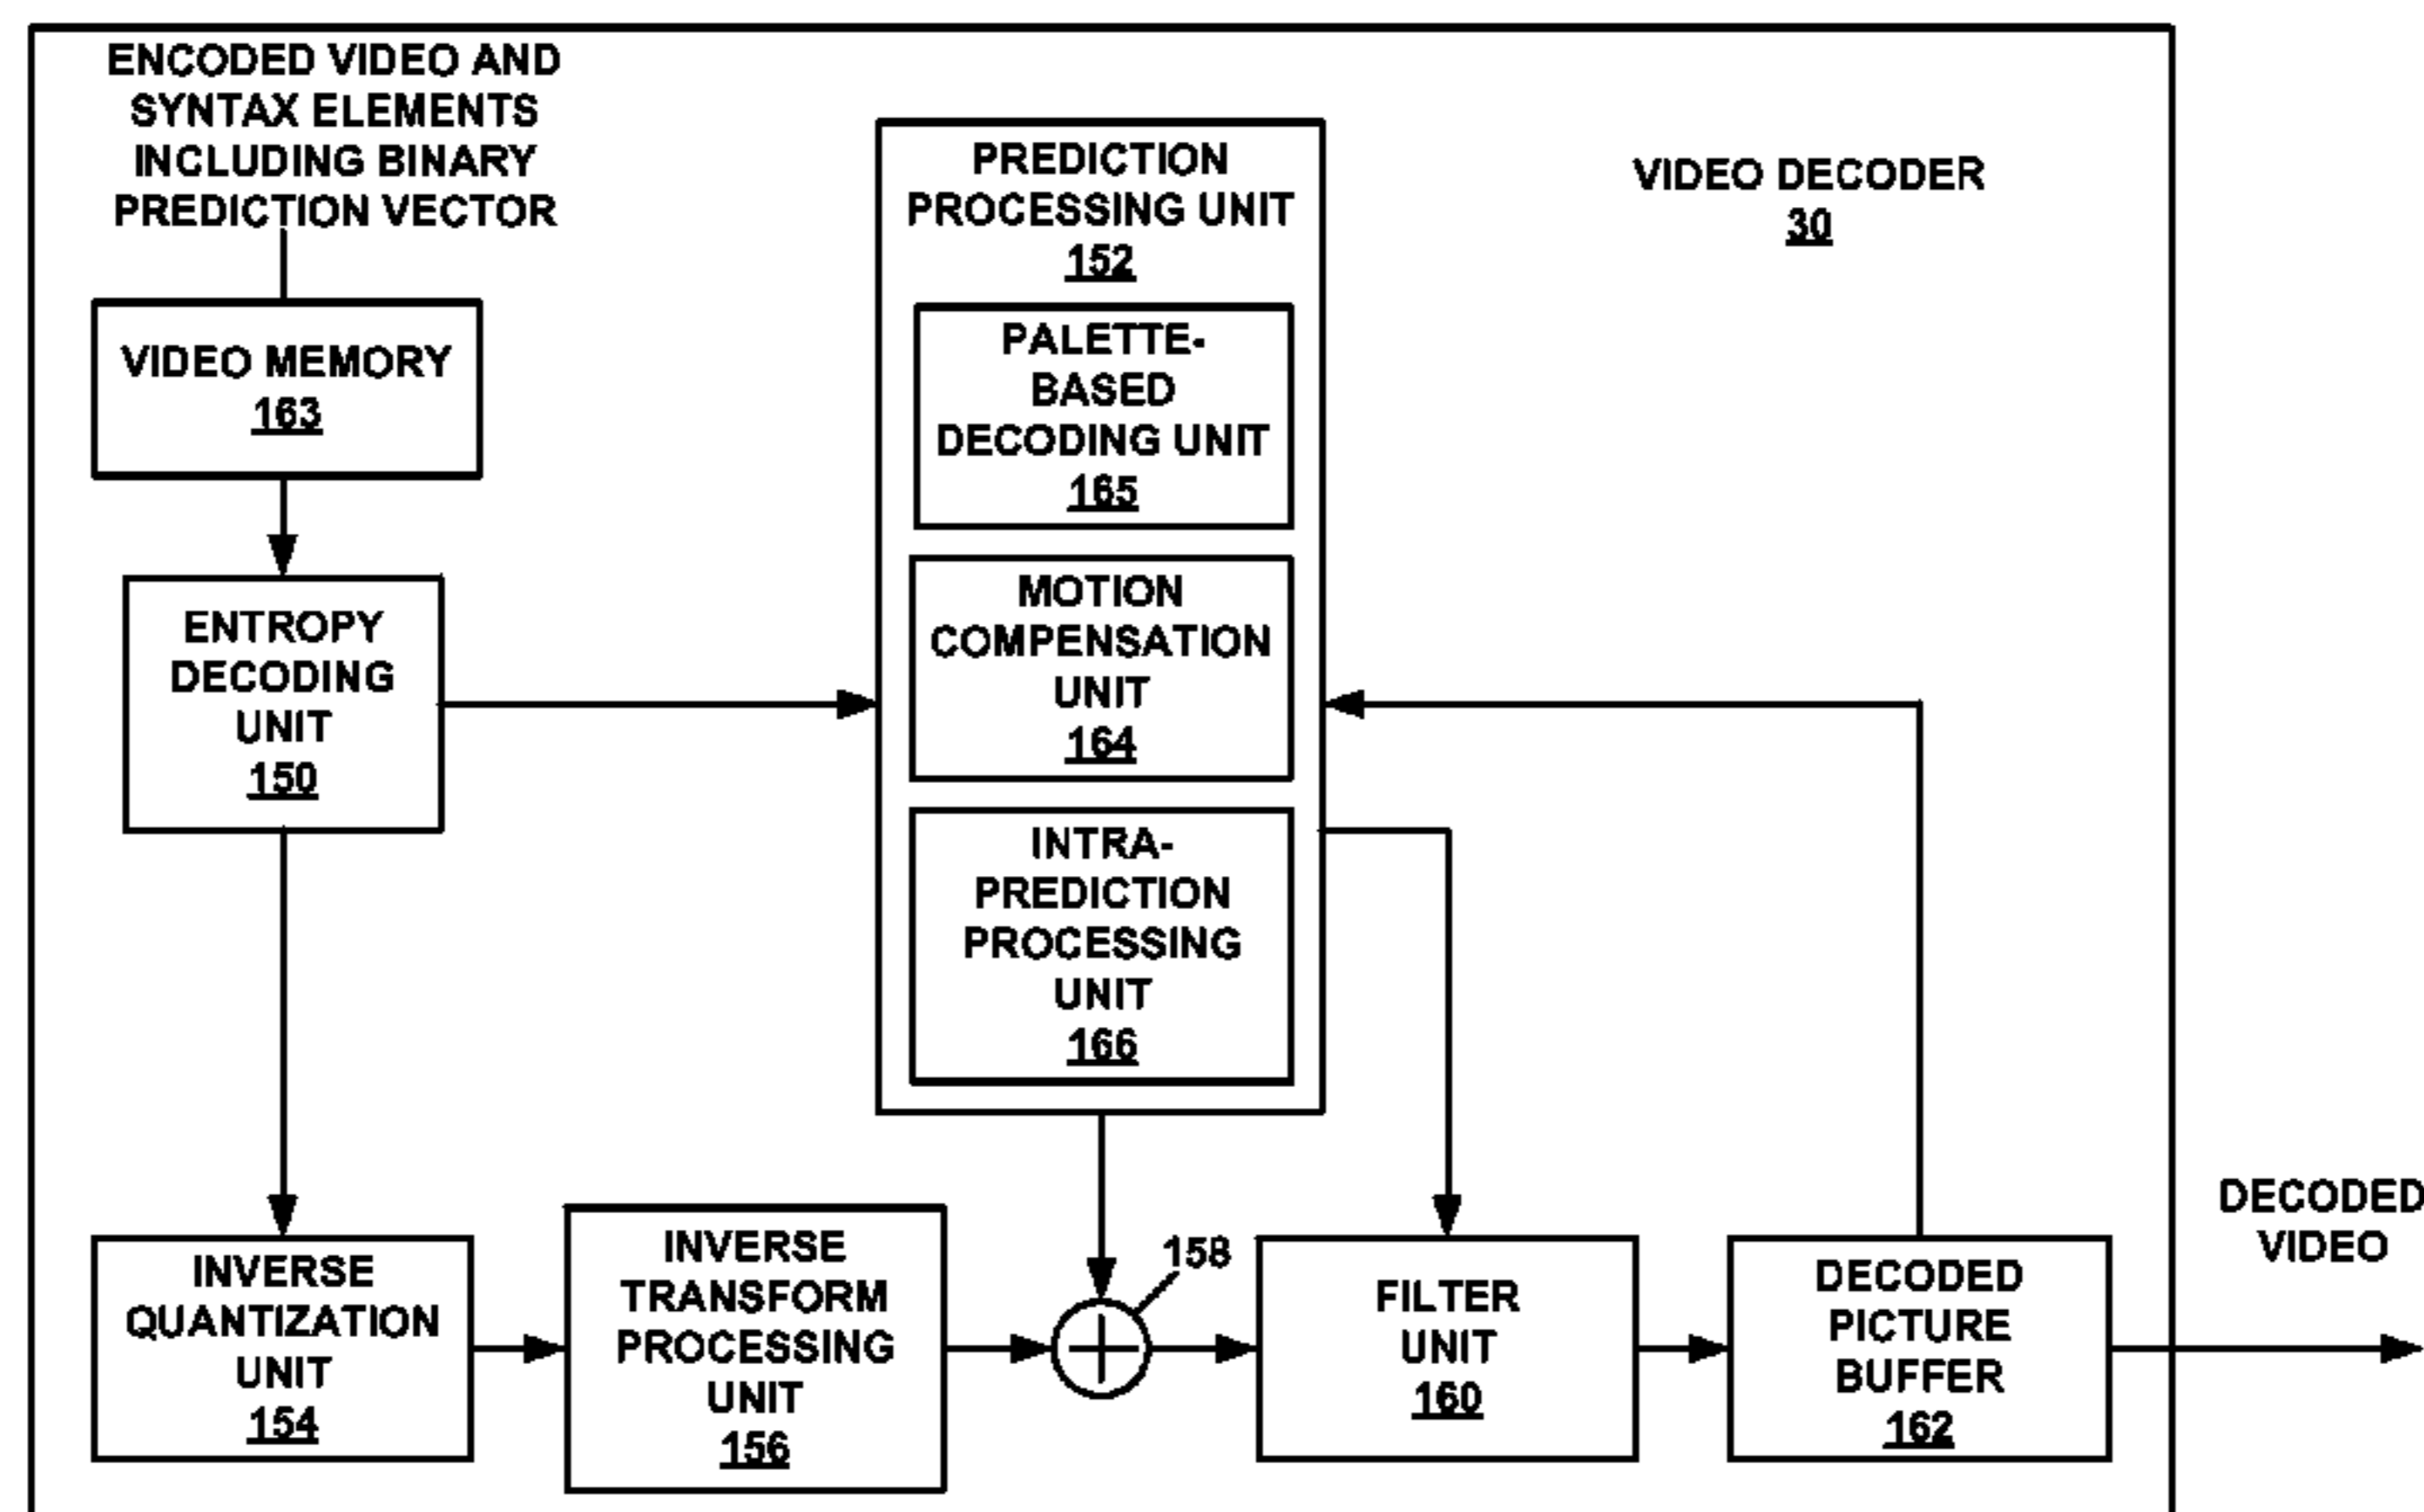 ENCODED VIDEO AND
SYNTAX ELEMENTS
INCLUDING BINARY
PREDICTION VECTOR
VIDEO MEMORY
163
ENTROPY
DECODING
UNIT
150
PREDICTION
PROCESSING UNIT
152
PALETTE-
BASED
DECODING UNIT
165
MOTION
COMPENSATION
UNIT
164
INTRA-
PREDICTION
PROCESSING
UNIT
166
VIDEO DECODER
30
INVERSE
QUANTIZATION
UNIT
154
INVERSE
TRANSFORM
PROCESSING
UNIT
156
158
FILTER
UNIT
160
DECODED
PICTURE
BUFFER
162
DECODED
VIDEO